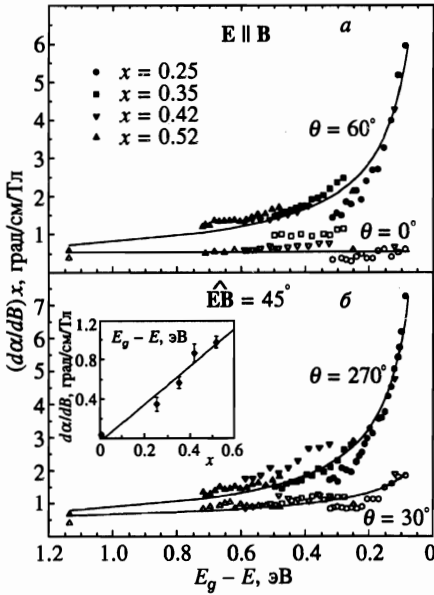 E ∥ B
а
x = 0.25
x = 0.35
x = 0.42
x = 0.52
θ = 60°
θ = 0°
6
5
4
3
2
1
(dα/dB) x, град/см/Тл
ÊB = 45°
б
7
6
5
4
3
2
1
1.2
0.8
0.4
dα/dB, град/см/Тл
E_g − E, эВ
0 0.2 0.4 0.6
x
θ = 270°
θ = 30°
1.2 1.0 0.8 0.6 0.4 0.2 0
E_g − E, эВ